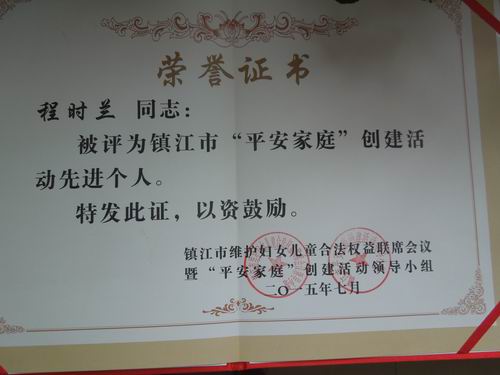 荣誉证书
程时兰 同志：
被评为镇江市“平安家庭”创建活
动先进个人。
特发此证，以资鼓励。
镇江市维护妇女儿童合法权益联席会议
暨“平安家庭”创建活动领导小组
二〇一五年七月